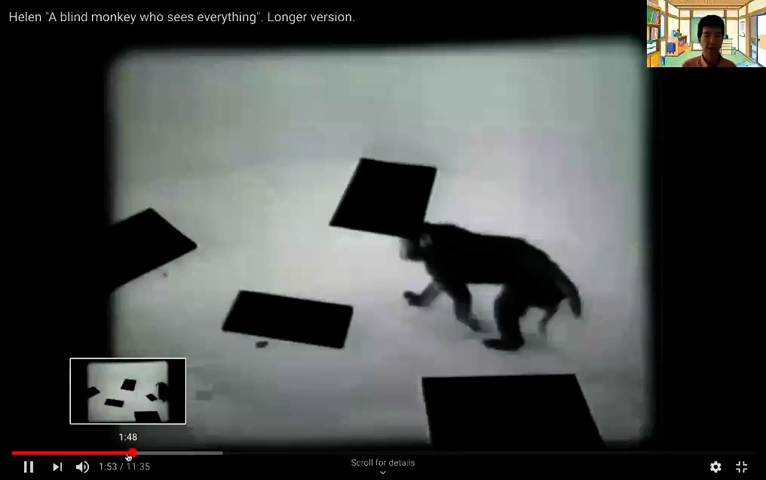 Helen "A blind monkey who sees everything". Longer version.
1:48
1:53 / 11:35
Scroll for details